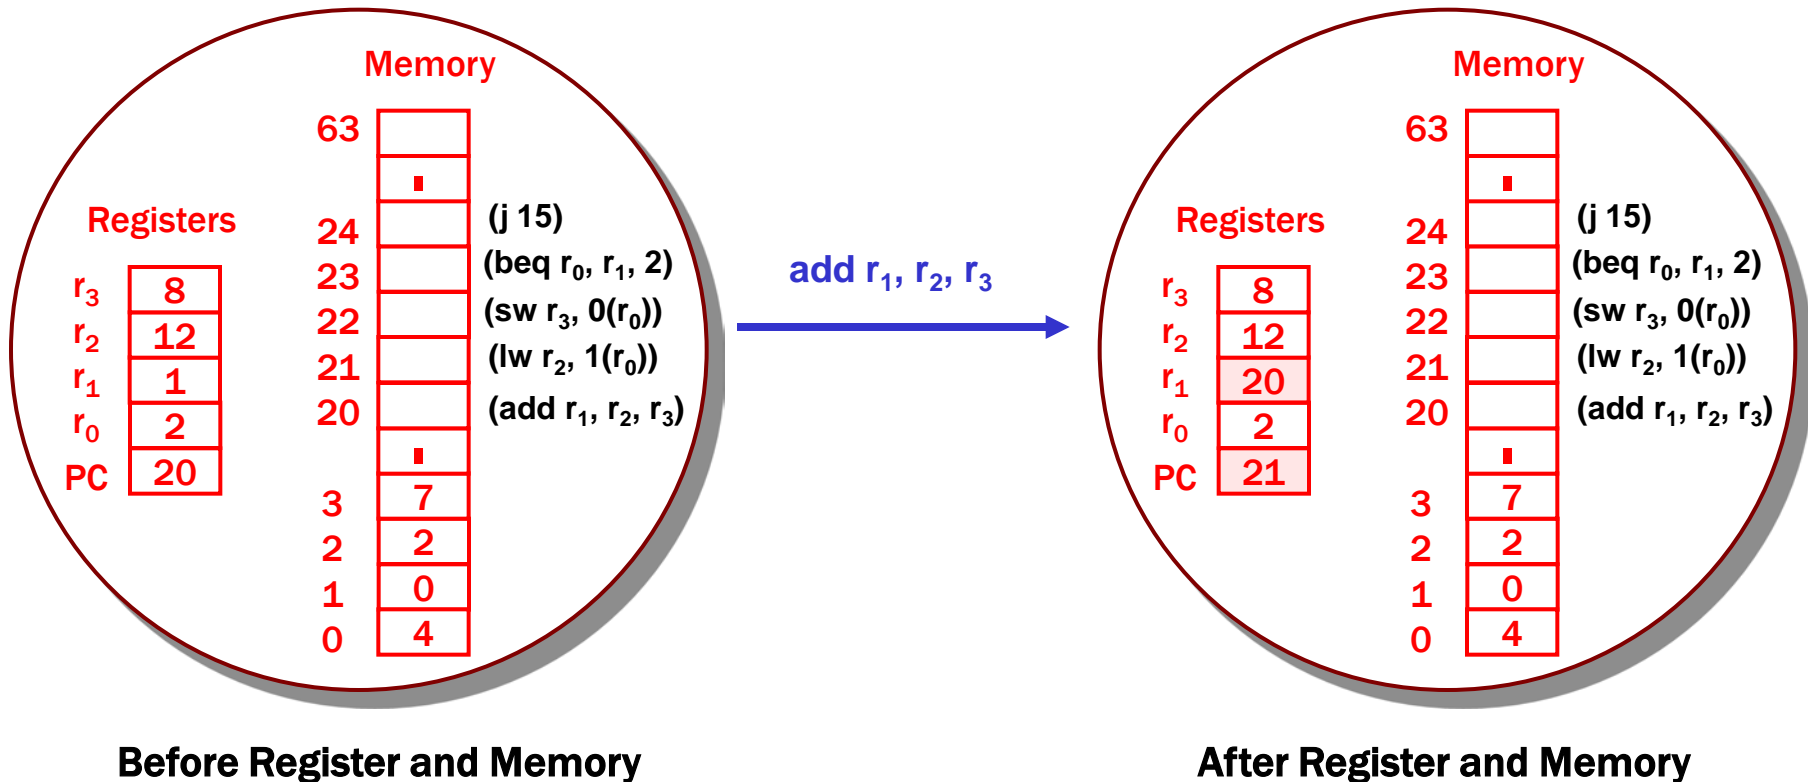 Memory
63
Registers
24 (j 15)
23 (beq r₀, r₁, 2)
r₃ 8
22 (sw r₃, 0(r₀))
r₂ 12
21 (lw r₂, 1(r₀))
r₁ 1
20 (add r₁, r₂, r₃)
r₀ 2
PC 20
3 7
2 2
1 0
0 4
Before Register and Memory
add r₁, r₂, r₃
Memory
63
Registers
24 (j 15)
23 (beq r₀, r₁, 2)
r₃ 8
22 (sw r₃, 0(r₀))
r₂ 12
21 (lw r₂, 1(r₀))
r₁ 20
20 (add r₁, r₂, r₃)
r₀ 2
PC 21
3 7
2 2
1 0
0 4
After Register and Memory